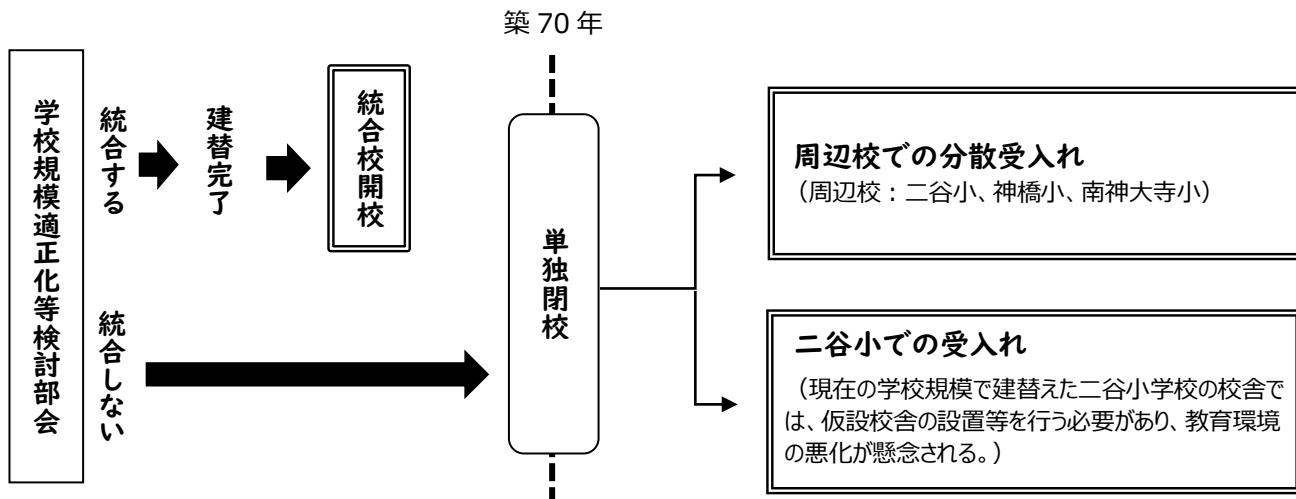 築 70 年
学校規模適正化等検討部会
統合する
建替完了
統合校開校
統合しない
単独閉校
周辺校での分散受入れ
（周辺校：二谷小、神橋小、南神大寺小）
二谷小での受入れ
（現在の学校規模で建替えた二谷小学校の校舎で
は、仮設校舎の設置等を行う必要があり、教育環境
の悪化が懸念される。）